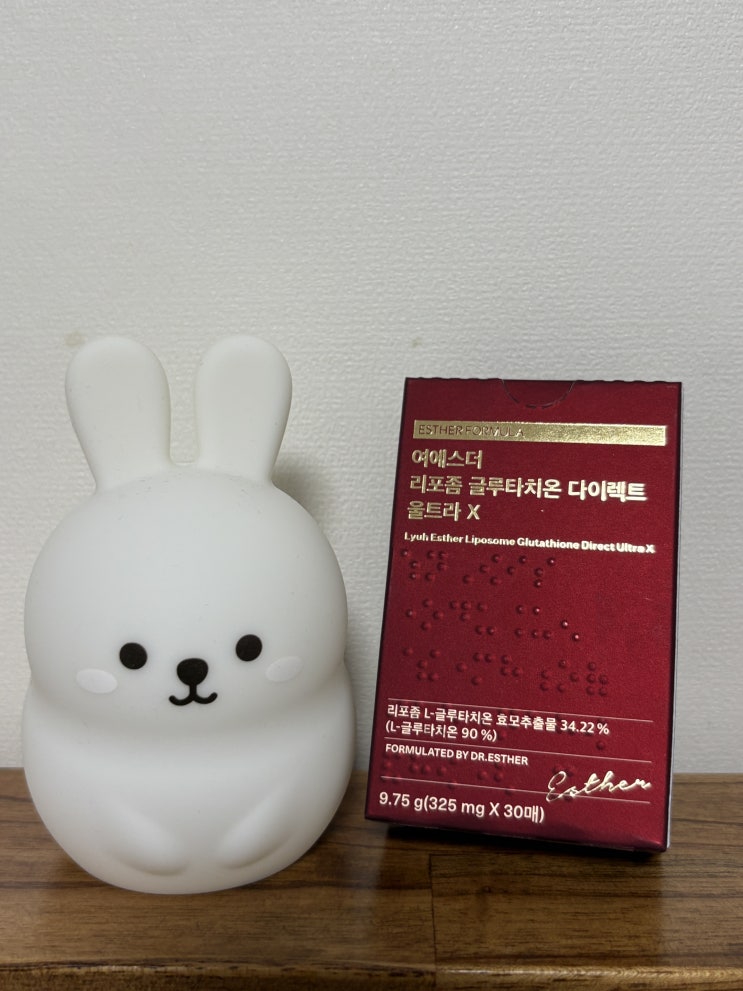 ESTHER FORMULA
여에스더
리포좀 글루타치온 다이렉트
울트라 X
Lyuh Esther Liposome Glutathione Direct Ultra X
리포좀 L-글루타치온 효모추출물 34.22 %
(L-글루타치온 90 %)
FORMULATED BY DR.ESTHER
Esther
9.75 g(325 mg X 30매)